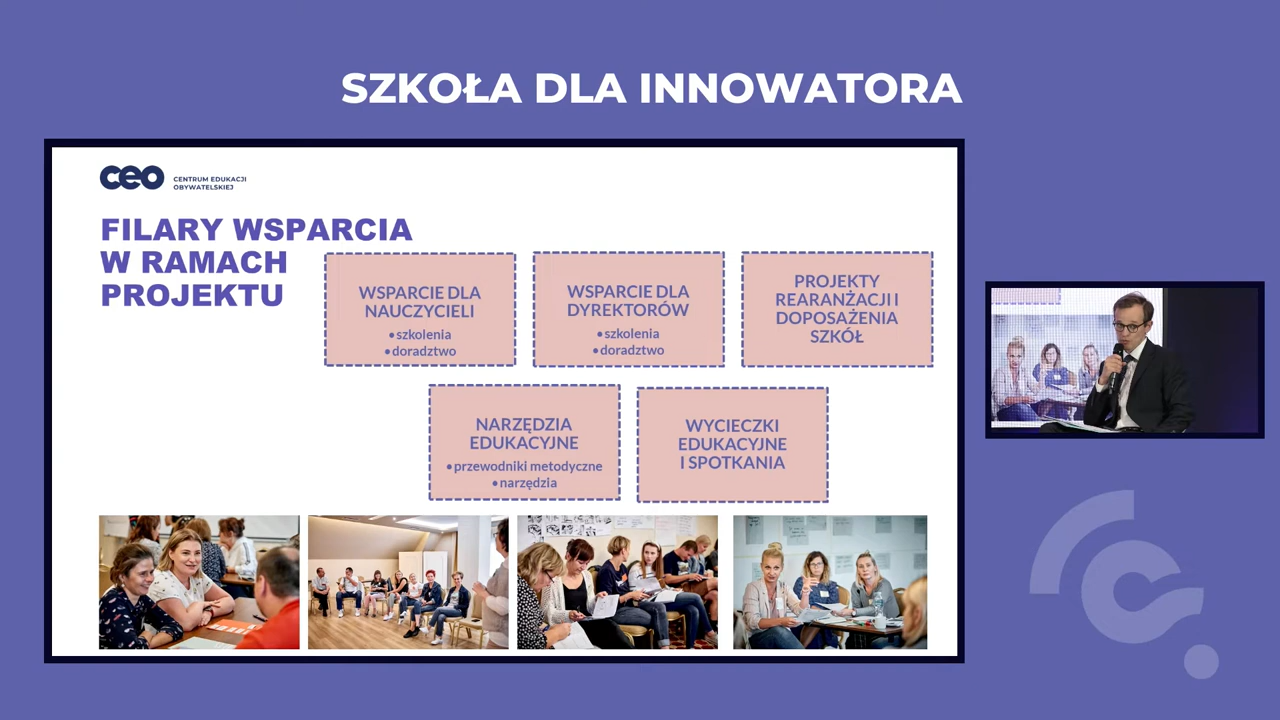 SZKOŁA DLA INNOWATORA
ceo
CENTRUM EDUKACJI
OBYWATELSKIEJ
FILARY WSPARCIA
W RAMACH
PROJEKTU
WSPARCIE DLA
NAUCZYCIELI
•szkolenia
•doradztwo
WSPARCIE DLA
DYREKTORÓW
•szkolenia
•doradztwo
PROJEKTY
REARANŻACJI I
DOPOSAŻENIA
SZKÓŁ
NARZĘDZIA
EDUKACYJNE
•przewodniki metodyczne
•narzędzia
WYCIECZKI
EDUKACYJNE
I SPOTKANIA